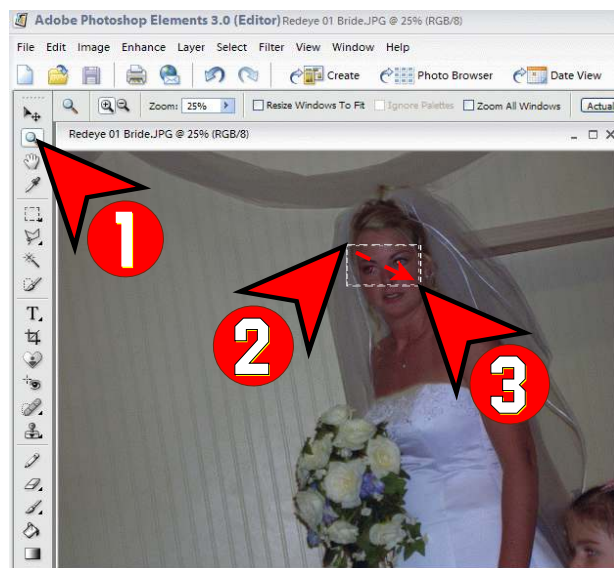 Adobe Photoshop Elements 3.0 (Editor) Redeye 01 Bride.JPG @ 25% (RGB/8)
File Edit Image Enhance Layer Select Filter View Window Help
Create Photo Browser Date View
Zoom: 25% Resize Windows To Fit Ignore Palettes Zoom All Windows Actual
Redeye 01 Bride.JPG @ 25% (RGB/8)
1
2
3
T